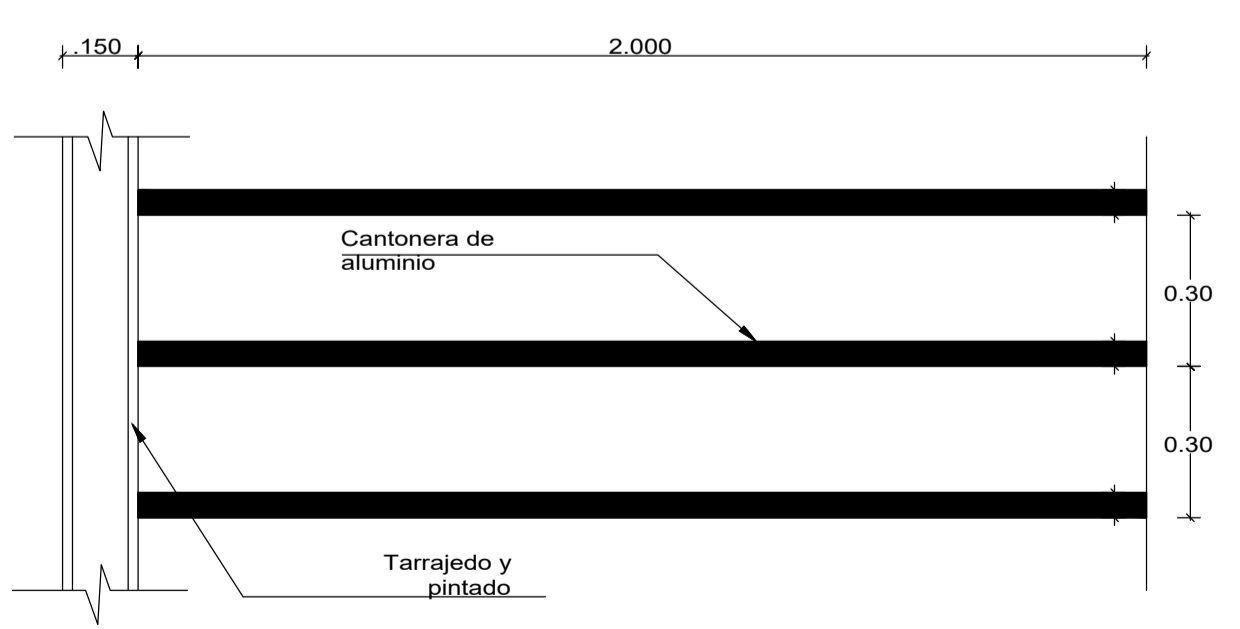 .150
2.000
Cantonera de
aluminio
0.30
0.30
Tarrajedo y
pintado